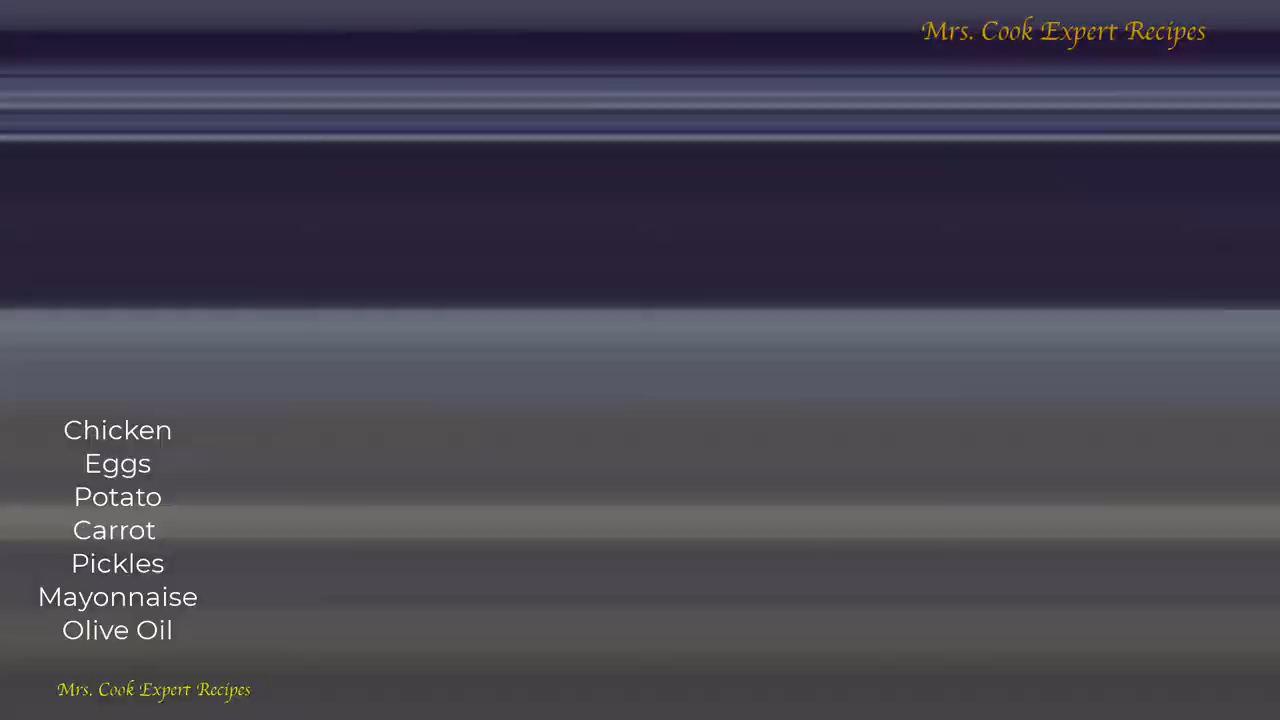 Mrs. Cook Expert Recipes
Chicken
Eggs
Potato
Carrot
Pickles
Mayonnaise
Olive Oil
Mrs. Cook Expert Recipes